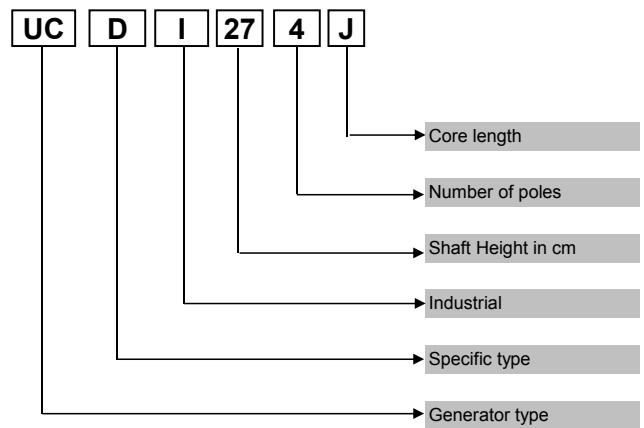 UC D I 27 4 J
Core length
Number of poles
Shaft Height in cm
Industrial
Specific type
Generator type